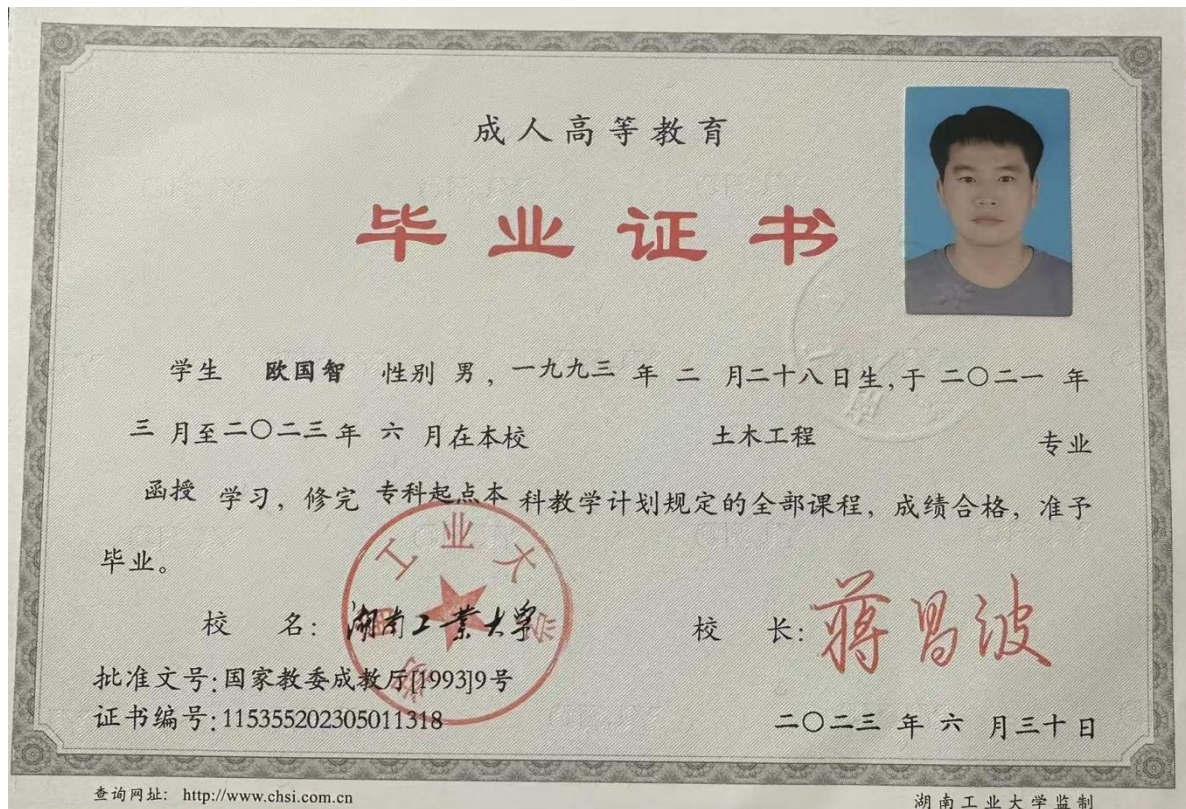 成人高等教育
毕业证书
学生 欧国智 性别 男，一九九三 年 二 月二十八日生，于 二〇二一 年
三 月至二〇二三年 六 月在本校 土木工程 专业
函授 学习，修完 专科起点本 科教学计划规定的全部课程，成绩合格，准予
毕业。
校 名：湖南工业大学 校 长：蒋昌波
批准文号：国家教委成教厅[1993]9号
证书编号：115355202305011318 二〇二三 年 六 月三十日
查询网址：http://www.chsi.com.cn 湖南工业大学监制